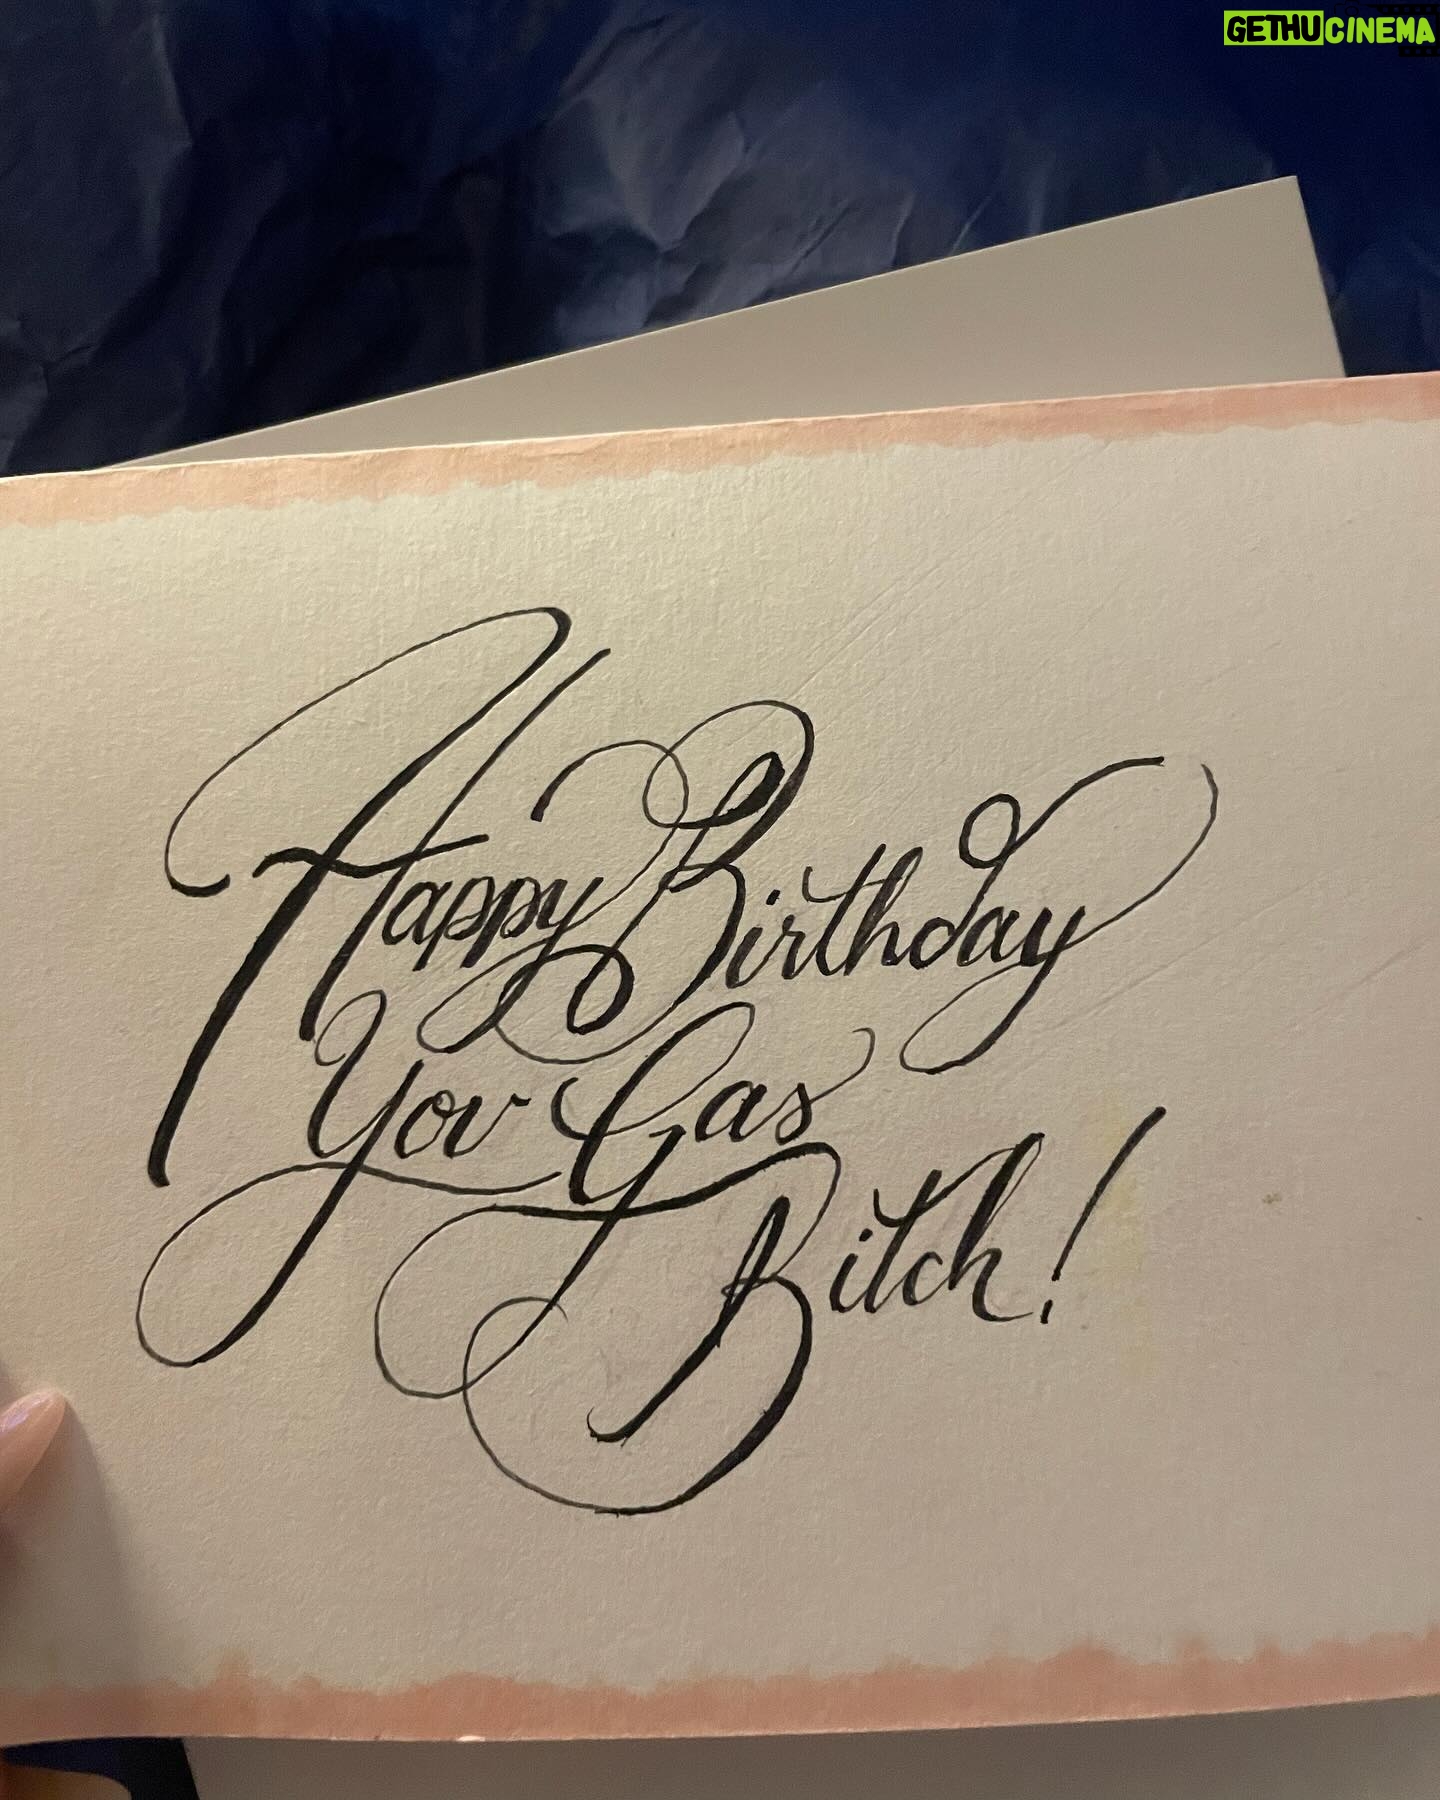 GETHUCINEMA
Happy Birthday
You Gas
Bitch!